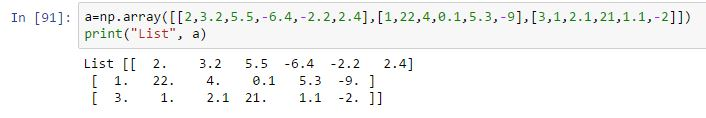 In [91]: a=np.array([[2,3.2,5.5,-6.4,-2.2,2.4],[1,22,4,0.1,5.3,-9],[3,1,2.1,21,1.1,-2]])
print("List", a)
List [[  2.    3.2   5.5  -6.4  -2.2   2.4]
 [  1.   22.    4.    0.1   5.3  -9. ]
 [  3.    1.    2.1  21.    1.1  -2. ]]